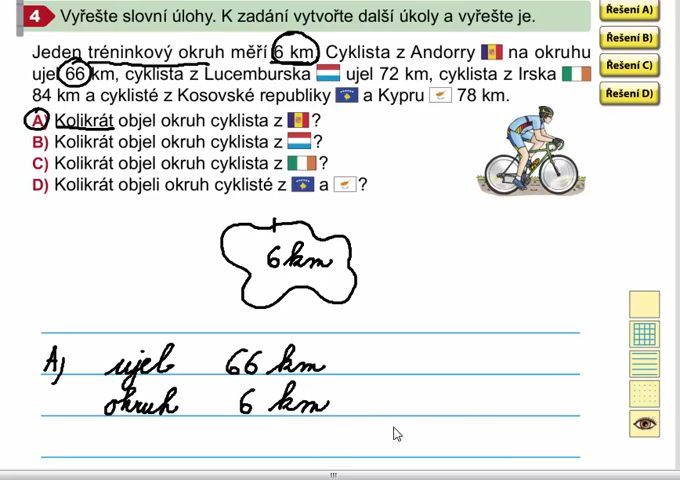 4 Vyřešte slovní úlohy. K zadání vytvořte další úkoly a vyřešte je.
Řešení A)
Řešení B)
Řešení C)
Řešení D)
Jeden tréninkový okruh měří 6 km. Cyklista z Andorry na okruhu
ujel 66 km, cyklista z Lucemburska ujel 72 km, cyklista z Irska
84 km a cyklisté z Kosovské republiky a Kypru 78 km.
A) Kolikrát objel okruh cyklista z ?
B) Kolikrát objel okruh cyklista z ?
C) Kolikrát objel okruh cyklista z ?
D) Kolikrát objeli okruh cyklisté z a ?
6 km
A) ujel 66 km
okruh 6 km